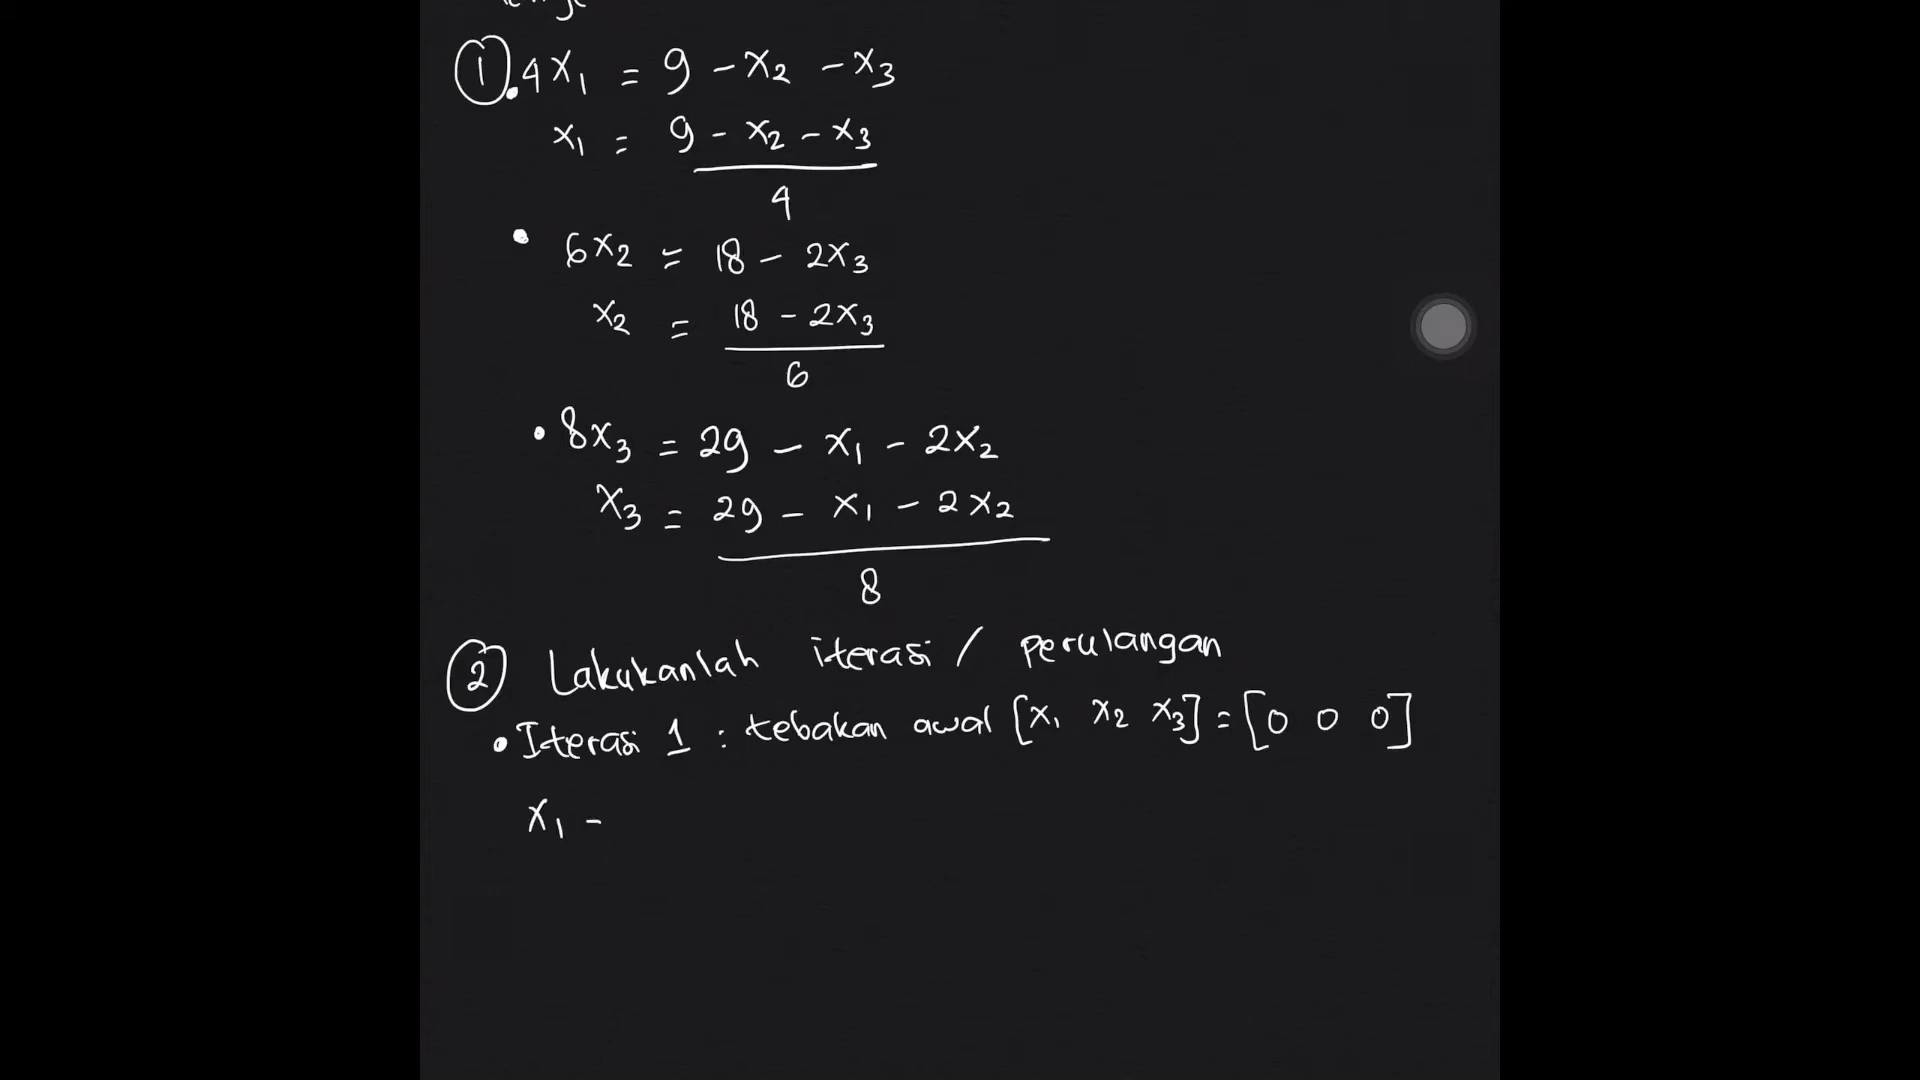 1. 4x₁ = 9 - x₂ - x₃
x₁ = 9 - x₂ - x₃
4
• 6x₂ = 18 - 2x₃
x₂ = 18 - 2x₃
6
• 8x₃ = 29 - x₁ - 2x₂
x₃ = 29 - x₁ - 2x₂
8
2 Lakukanlah iterasi / perulangan
• Iterasi 1 : tebakan awal [x₁ x₂ x₃] = [0 0 0]
x₁ -